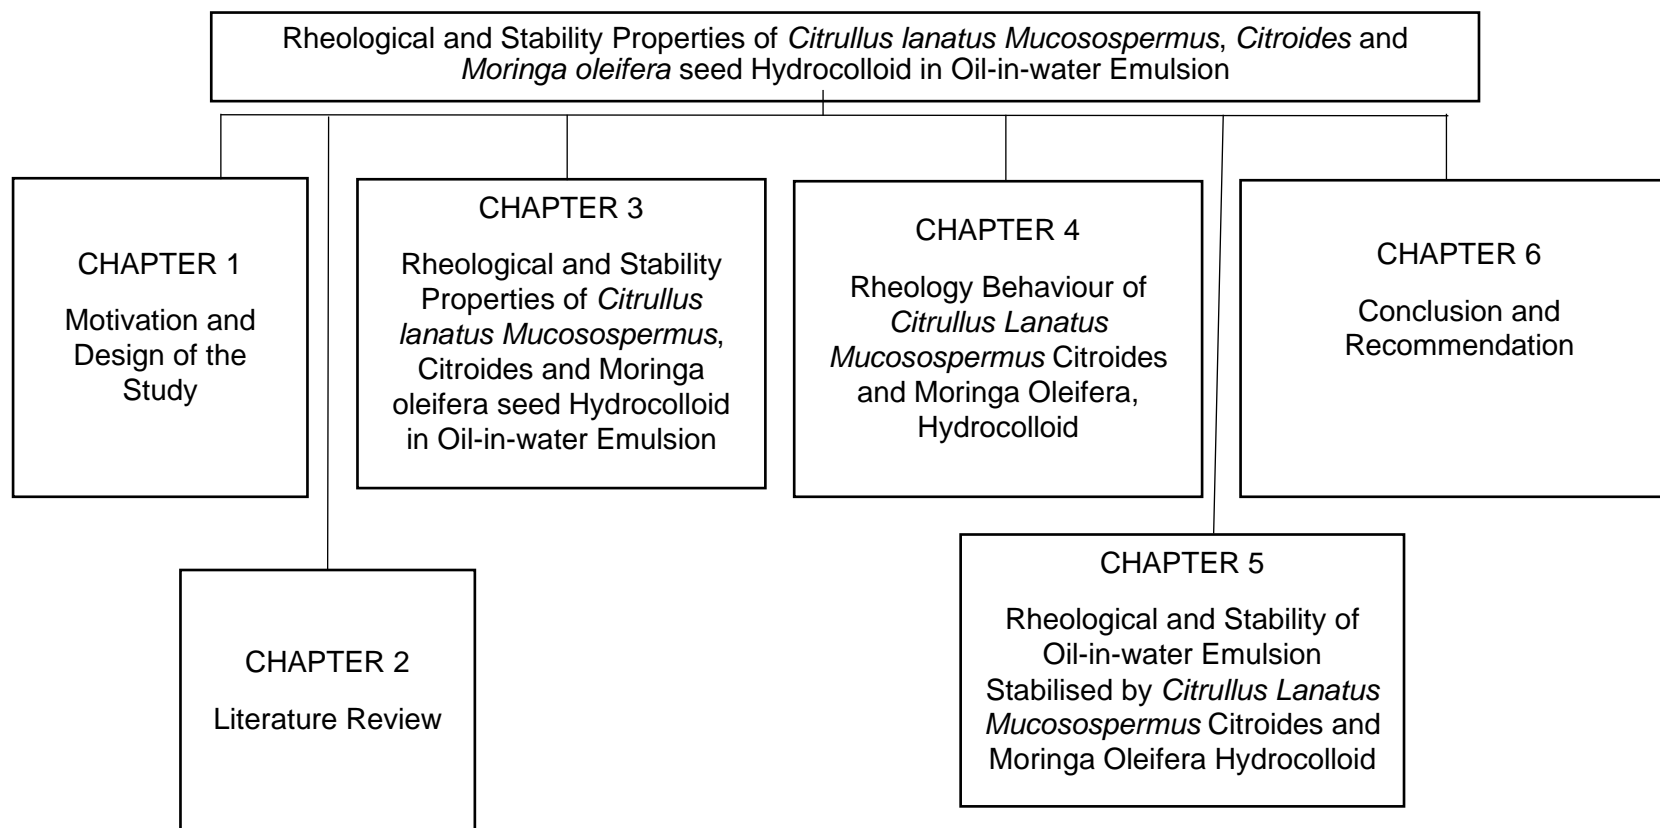 Rheological and Stability Properties of Citrullus lanatus Mucosospermus, Citroides and
Moringa oleifera seed Hydrocolloid in Oil-in-water Emulsion
CHAPTER 1
Motivation and
Design of the
Study
CHAPTER 2
Literature Review
CHAPTER 3
Rheological and Stability
Properties of Citrullus
lanatus Mucosospermus,
Citroides and Moringa
oleifera seed Hydrocolloid
in Oil-in-water Emulsion
CHAPTER 4
Rheology Behaviour of
Citrullus Lanatus
Mucosospermus Citroides
and Moringa Oleifera,
Hydrocolloid
CHAPTER 5
Rheological and Stability of
Oil-in-water Emulsion
Stabilised by Citrullus Lanatus
Mucosospermus Citroides and
Moringa Oleifera Hydrocolloid
CHAPTER 6
Conclusion and
Recommendation